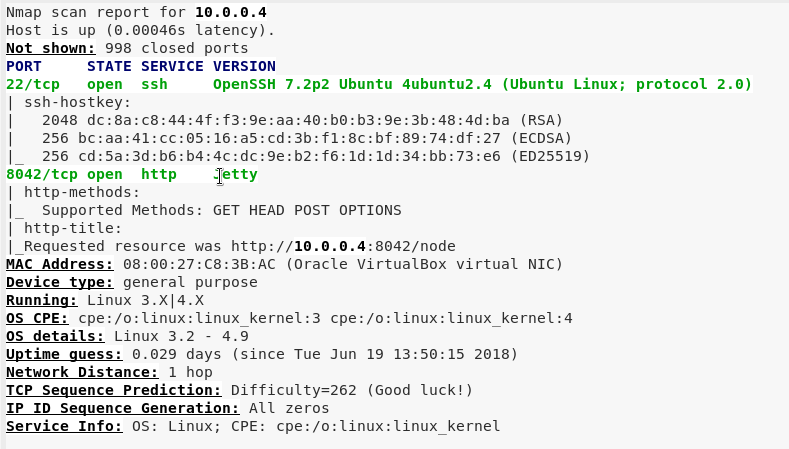 Nmap scan report for 10.0.0.4
Host is up (0.00046s latency).
Not shown: 998 closed ports
PORT     STATE SERVICE VERSION
22/tcp   open  ssh     OpenSSH 7.2p2 Ubuntu 4ubuntu2.4 (Ubuntu Linux; protocol 2.0)
| ssh-hostkey:
|   2048 dc:8a:c8:44:4f:f3:9e:aa:40:b0:b3:9e:3b:48:4d:ba (RSA)
|   256 bc:aa:41:cc:05:16:a5:cd:3b:f1:8c:bf:89:74:df:27 (ECDSA)
|_  256 cd:5a:3d:b6:b4:4c:dc:9e:b2:f6:1d:1d:34:bb:73:e6 (ED25519)
8042/tcp open  http    Jetty
| http-methods:
|_  Supported Methods: GET HEAD POST OPTIONS
| http-title:
|_Requested resource was http://10.0.0.4:8042/node
MAC Address: 08:00:27:C8:3B:AC (Oracle VirtualBox virtual NIC)
Device type: general purpose
Running: Linux 3.X|4.X
OS CPE: cpe:/o:linux:linux_kernel:3 cpe:/o:linux:linux_kernel:4
OS details: Linux 3.2 - 4.9
Uptime guess: 0.029 days (since Tue Jun 19 13:50:15 2018)
Network Distance: 1 hop
TCP Sequence Prediction: Difficulty=262 (Good luck!)
IP ID Sequence Generation: All zeros
Service Info: OS: Linux; CPE: cpe:/o:linux:linux_kernel